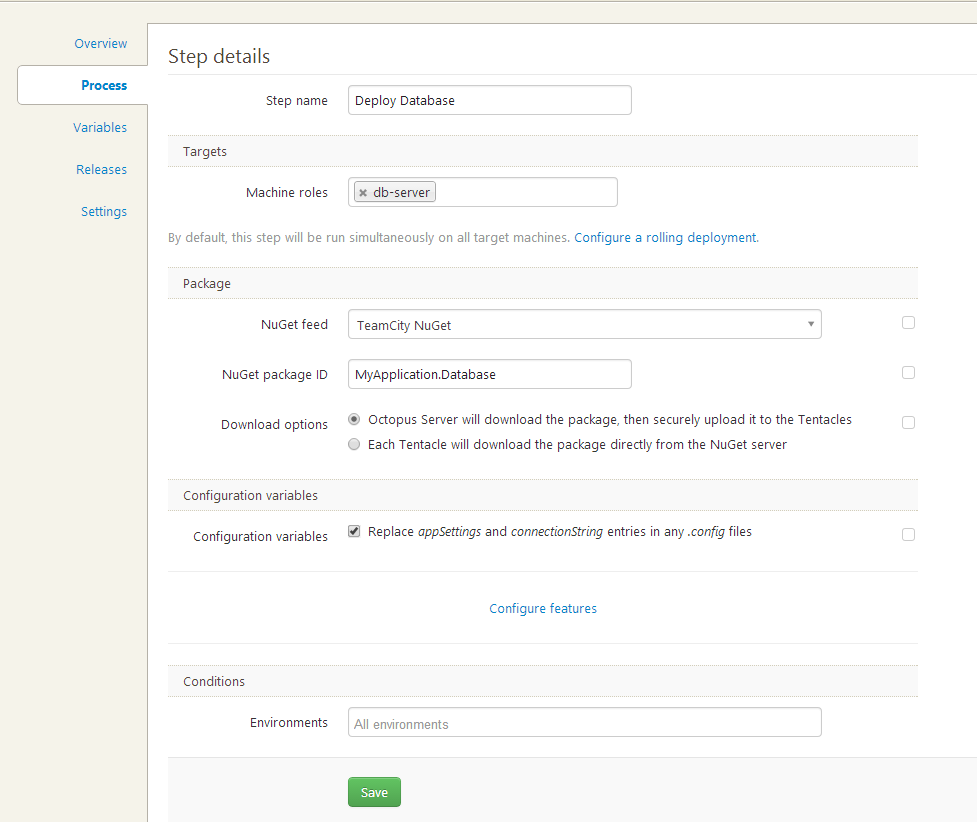 Overview
Process
Variables
Releases
Settings
Step details
Step name Deploy Database
Targets
Machine roles × db-server
By default, this step will be run simultaneously on all target machines. Configure a rolling deployment.
Package
NuGet feed TeamCity NuGet
NuGet package ID MyApplication.Database
Download options Octopus Server will download the package, then securely upload it to the Tentacles
Each Tentacle will download the package directly from the NuGet server
Configuration variables
Configuration variables Replace appSettings and connectionString entries in any .config files
Configure features
Conditions
Environments All environments
Save